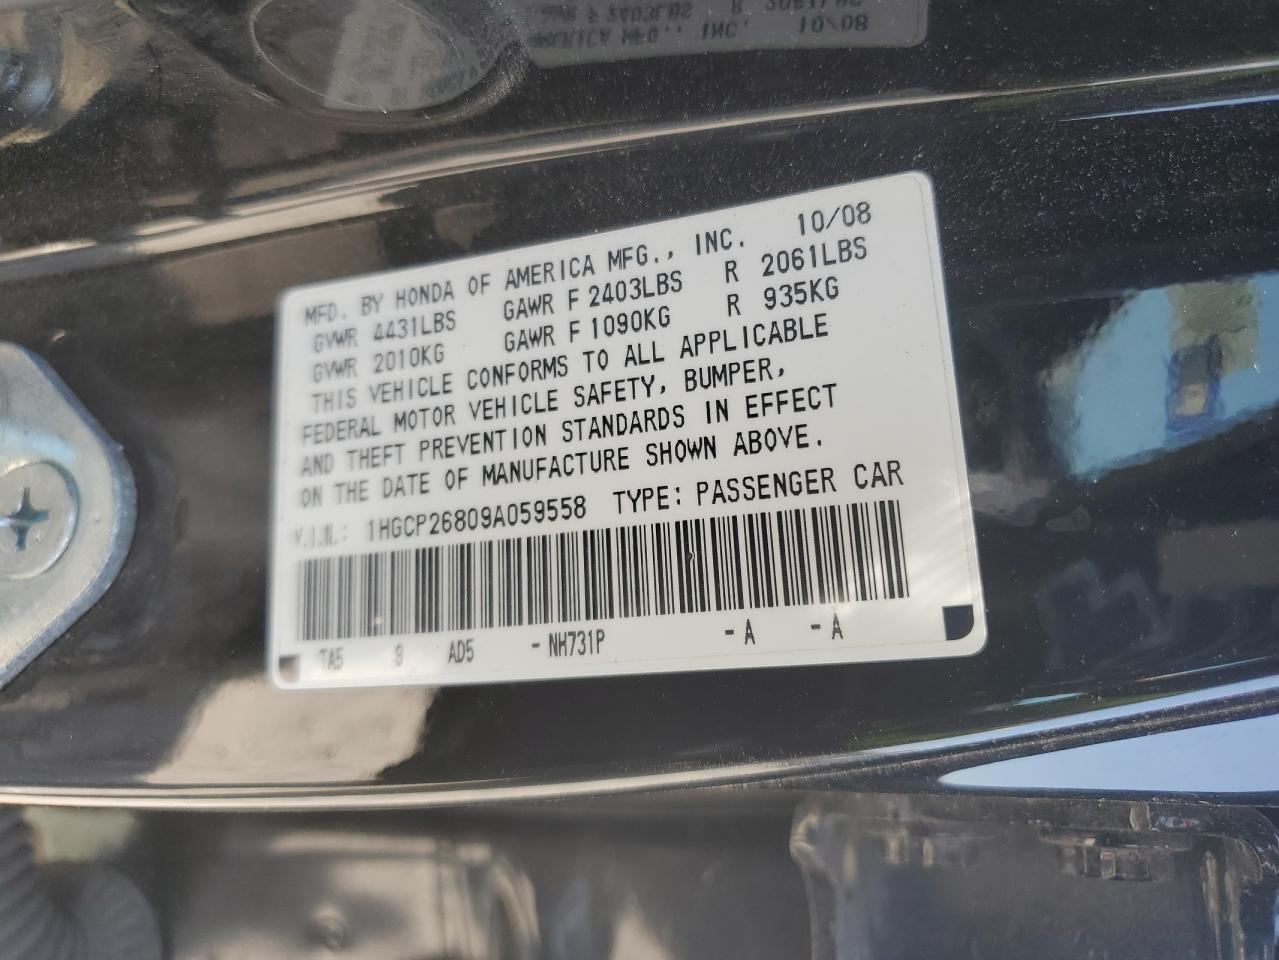 MFD. BY HONDA OF AMERICA MFG., INC. 10/08
GVWR 4431LBS GAWR F 2403LBS R 2061LBS
GVWR 2010KG GAWR F 1090KG R 935KG
THIS VEHICLE CONFORMS TO ALL APPLICABLE
FEDERAL MOTOR VEHICLE SAFETY, BUMPER,
AND THEFT PREVENTION STANDARDS IN EFFECT
ON THE DATE OF MANUFACTURE SHOWN ABOVE.
V.I.N.: 1HGCP26809A059558 TYPE: PASSENGER CAR
TA5 9 AD5 -NH731P -A -A